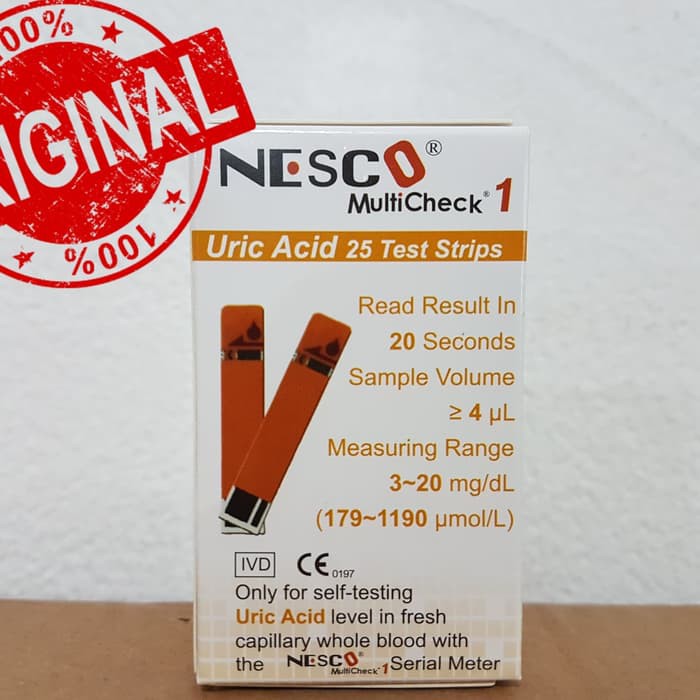 100%
ORIGINAL
100%
NESCO®
MultiCheck® 1
Uric Acid 25 Test Strips
Read Result In
20 Seconds
Sample Volume
≥ 4 µL
Measuring Range
3~20 mg/dL
(179~1190 µmol/L)
IVD CE 0197
Only for self-testing
Uric Acid level in fresh
capillary whole blood with
the NESCO® MultiCheck® 1 Serial Meter